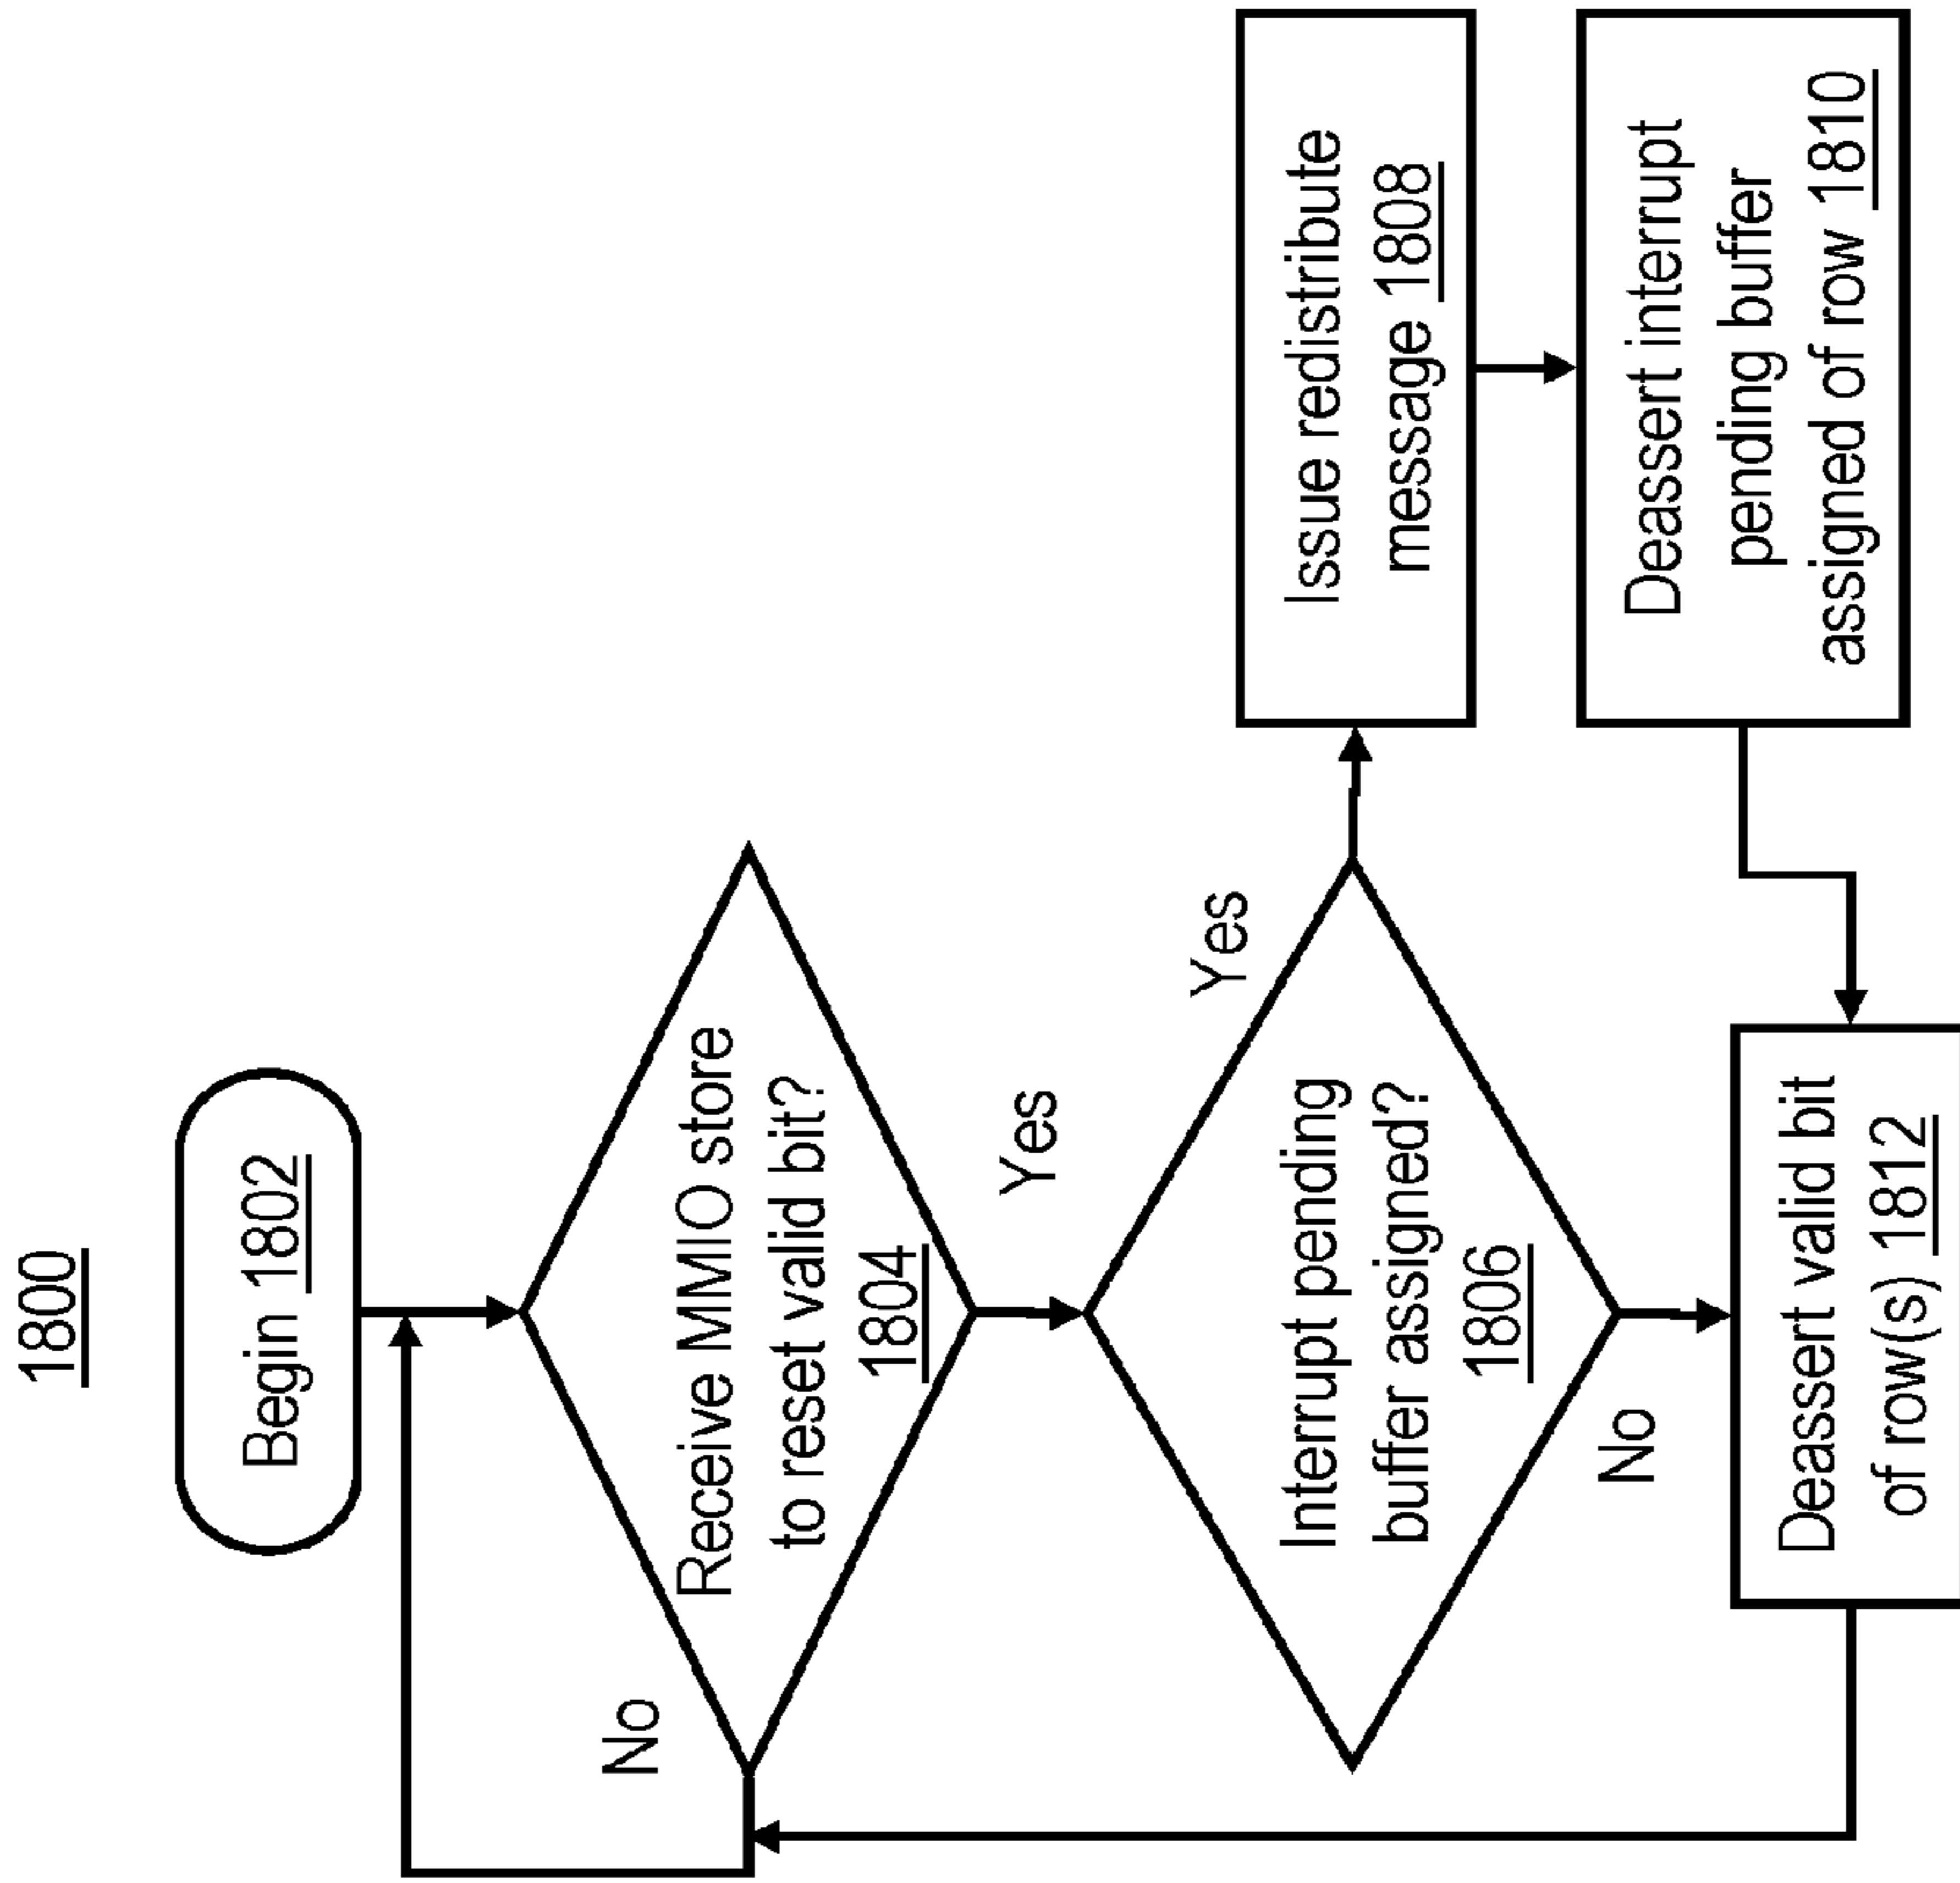 1800
Begin 1802
Receive MMIO store
to reset valid bit?
1804
No
Yes
Interrupt pending
buffer assigned?
1806
Yes
No
Issue redistribute
message 1808
Deassert interrupt
pending buffer
assigned of row 1810
Deassert valid bit
of row(s) 1812